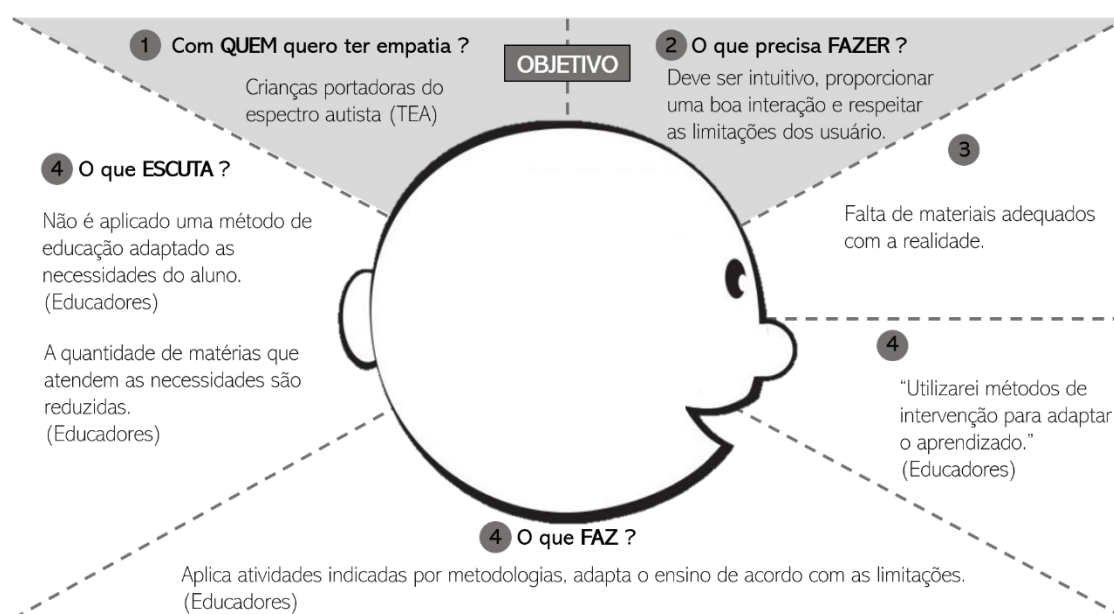 1 Com QUEM quero ter empatia ?
Crianças portadoras do
espectro autista (TEA)
OBJETIVO
2 O que precisa FAZER ?
Deve ser intuitivo, proporcionar
uma boa interação e respeitar
as limitações dos usuário.
3
Falta de materiais adequados
com a realidade.
4
“Utilizarei métodos de
intervenção para adaptar
o aprendizado.”
(Educadores)
4 O que ESCUTA ?
Não é aplicado uma método de
educação adaptado as
necessidades do aluno.
(Educadores)
A quantidade de matérias que
atendem as necessidades são
reduzidas.
(Educadores)
4 O que FAZ ?
Aplica atividades indicadas por metodologias, adapta o ensino de acordo com as limitações.
(Educadores)